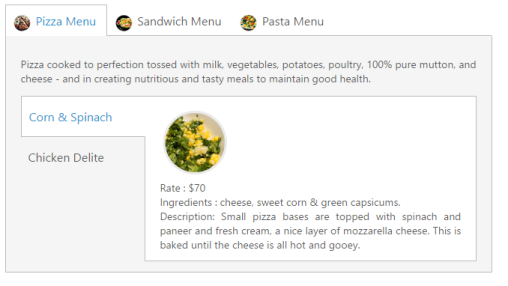 Pizza Menu Sandwich Menu Pasta Menu
Pizza cooked to perfection tossed with milk, vegetables, potatoes, poultry, 100% pure mutton, and
cheese - and in creating nutritious and tasty meals to maintain good health.
Corn & Spinach
Chicken Delite
Rate : $70
Ingredients : cheese, sweet corn & green capsicums.
Description: Small pizza bases are topped with spinach and
paneer and fresh cream, a nice layer of mozzarella cheese. This is
baked until the cheese is all hot and gooey.